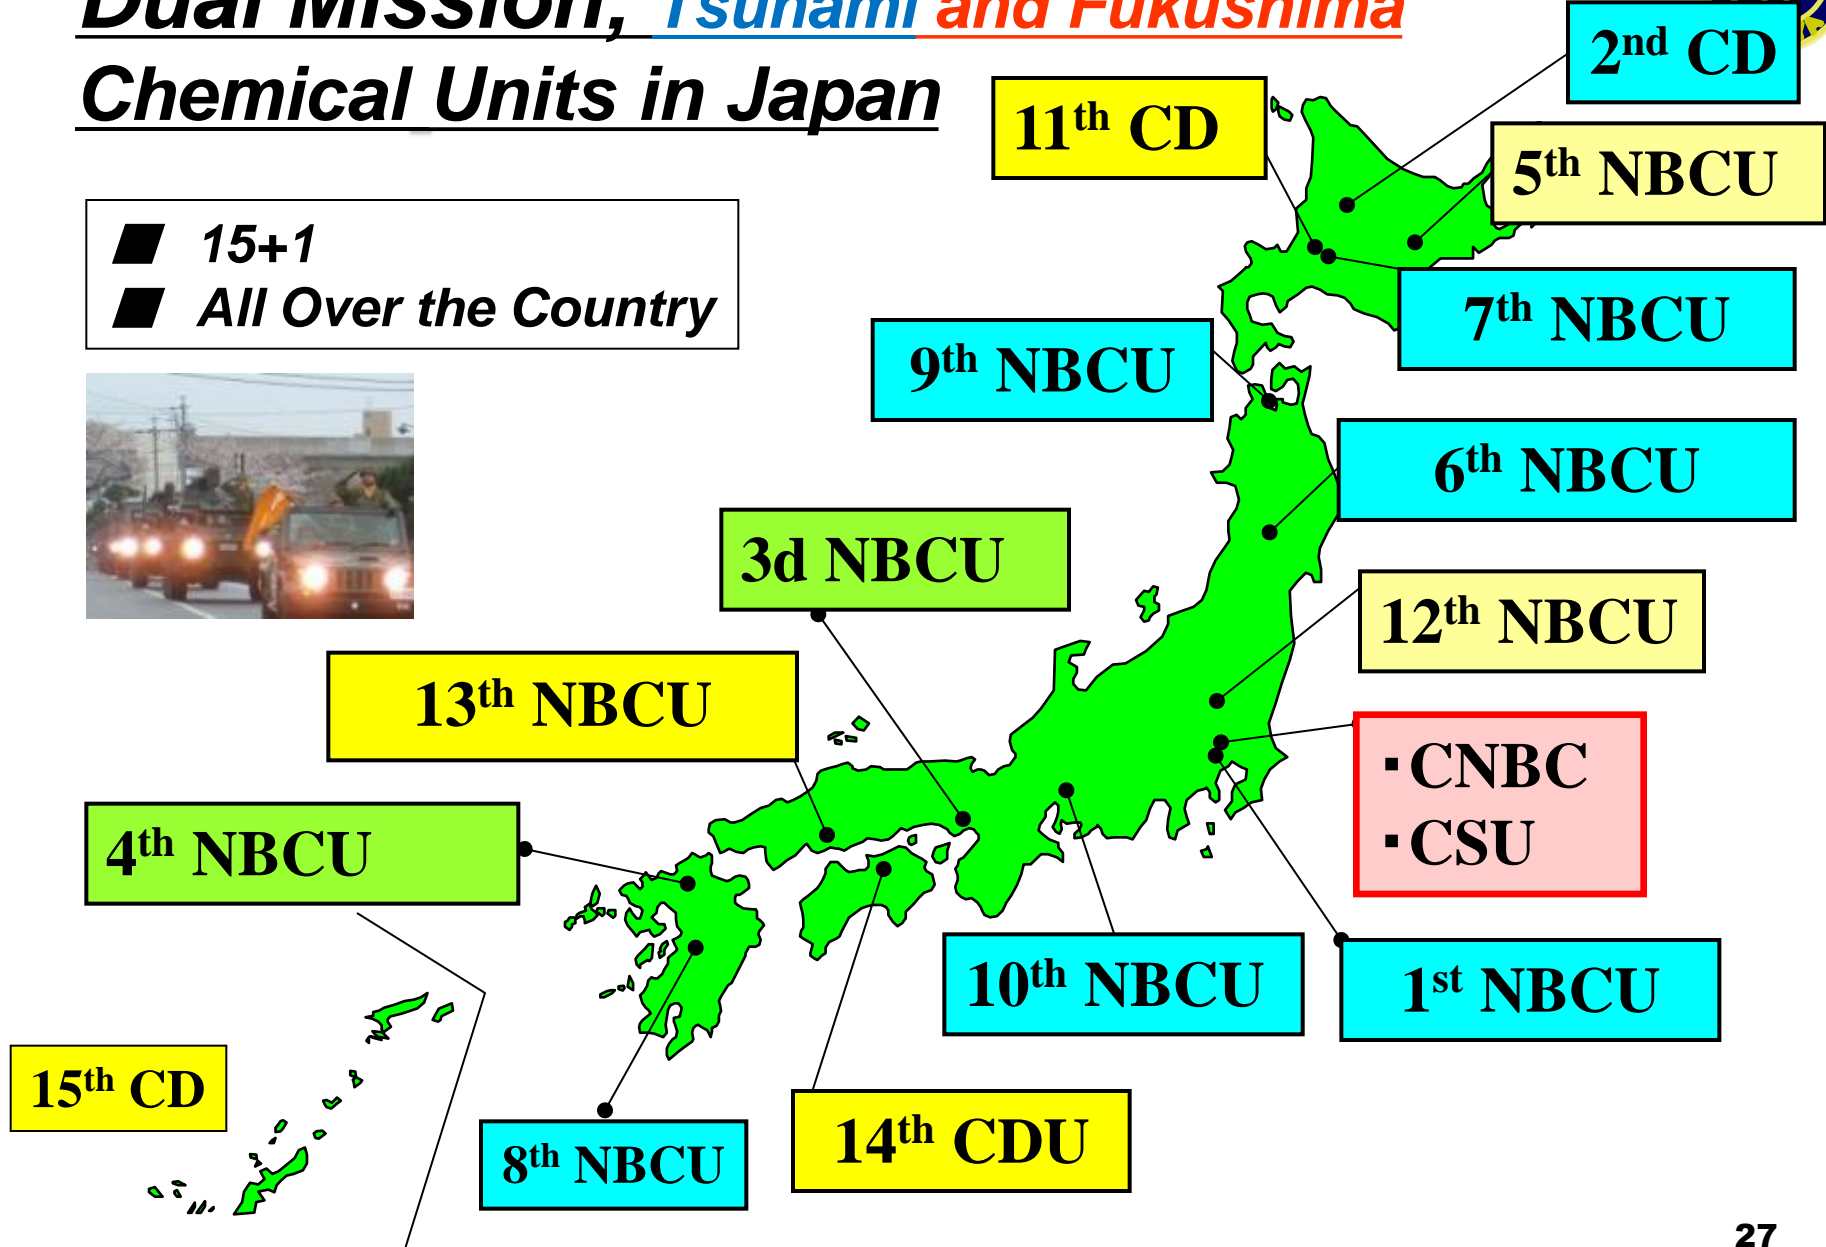 Dual Mission, Tsunami and Fukushima
Chemical Units in Japan
15+1
All Over the Country
2nd CD
11th CD
5th NBCU
7th NBCU
9th NBCU
6th NBCU
3d NBCU
12th NBCU
13th NBCU
・CNBC
・CSU
4th NBCU
10th NBCU
1st NBCU
15th CD
8th NBCU
14th CDU
27